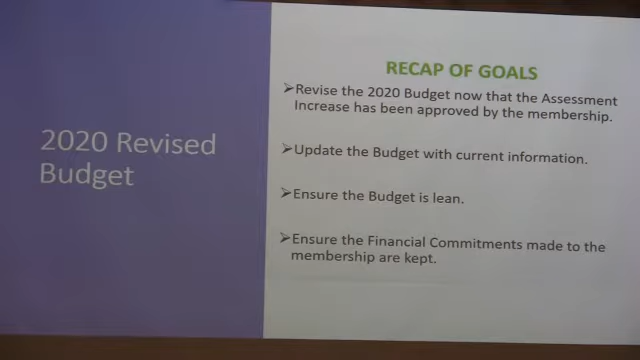 2020 Revised
Budget
RECAP OF GOALS
➢Revise the 2020 Budget now that the Assessment
Increase has been approved by the membership.
➢Update the Budget with current information.
➢Ensure the Budget is lean.
➢Ensure the Financial Commitments made to the
membership are kept.